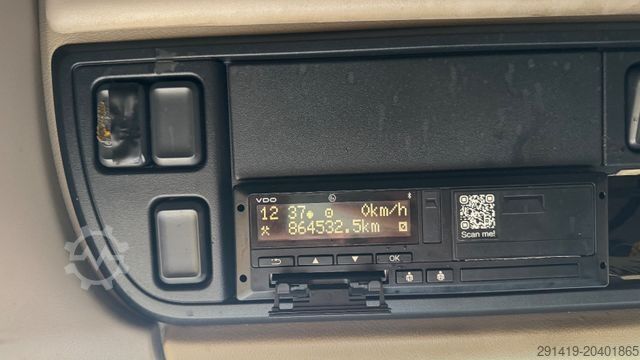 VDO
12 37 0km/h
864532.5km
OK
Scan me!
291419-20401865